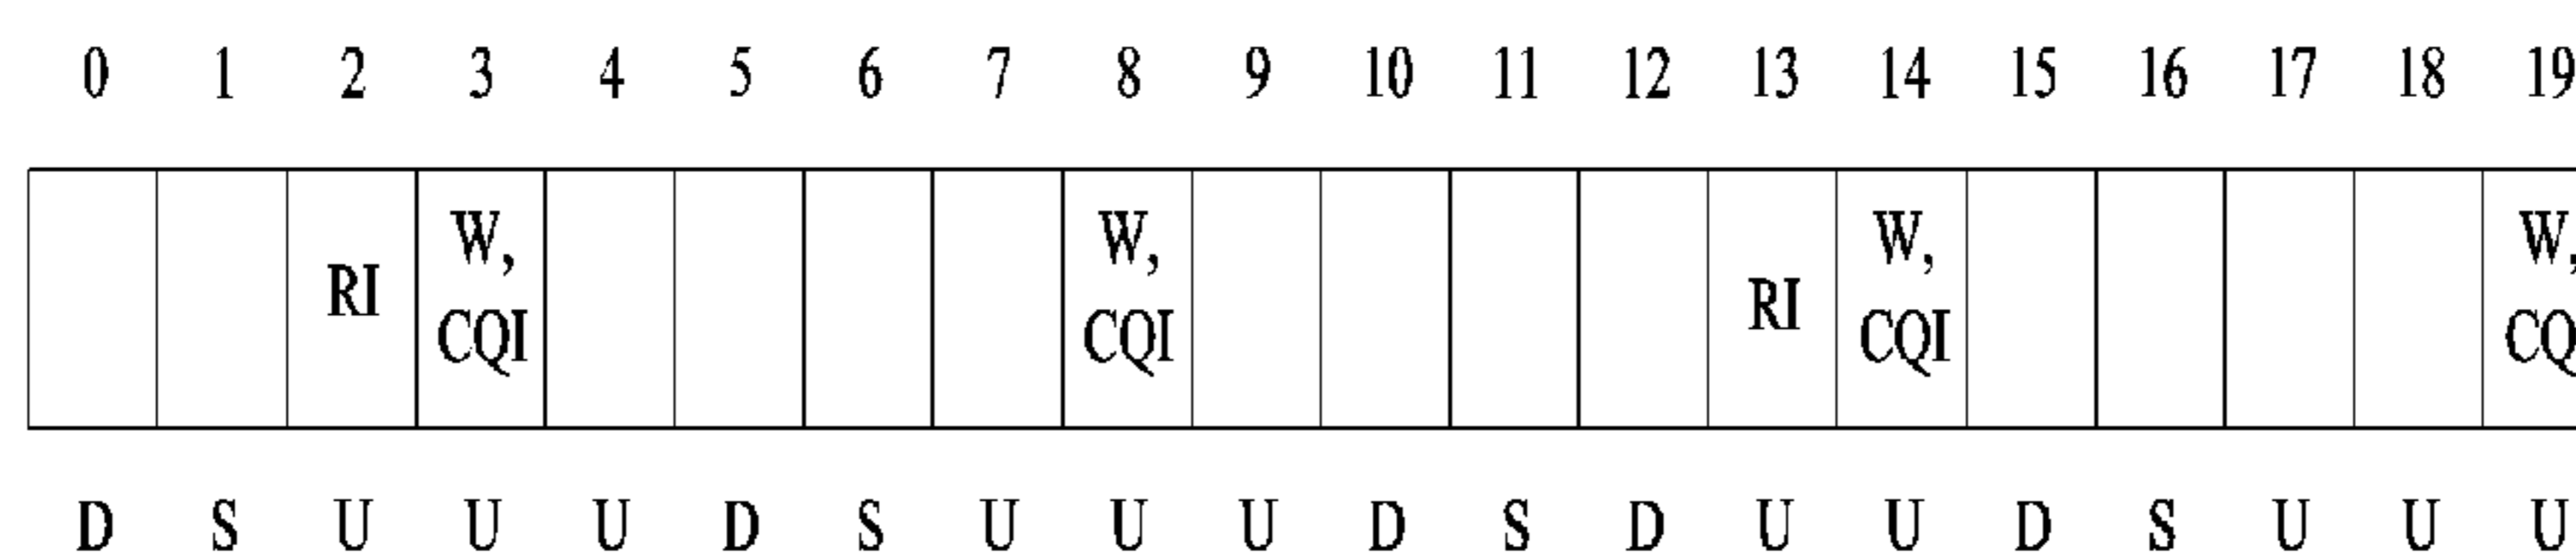 0 1 2 3 4 5 6 7 8 9 10 11 12 13 14 15 16 17 18 19
W, W, W, W,
RI RI
CQI CQI CQI CQ
D S U U U D S U U U D S D U U D S U U U